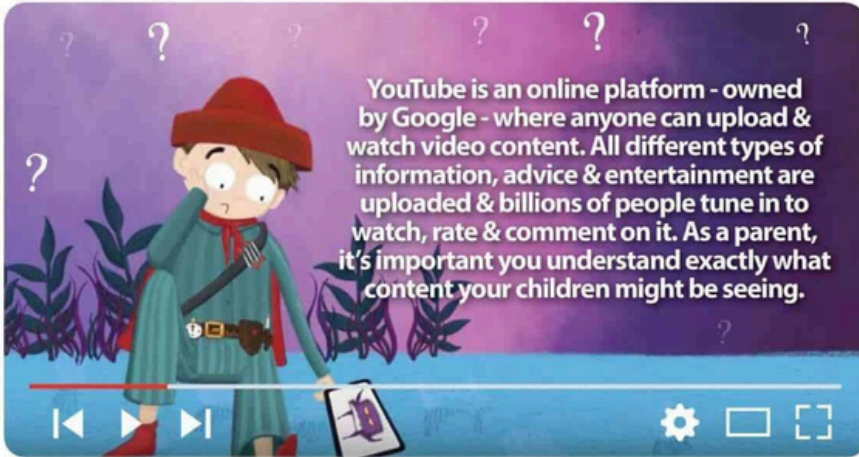 YouTube is an online platform - owned
by Google - where anyone can upload &
watch video content. All different types of
information, advice & entertainment are
uploaded & billions of people tune in to
watch, rate & comment on it. As a parent,
it's important you understand exactly what
content your children might be seeing.